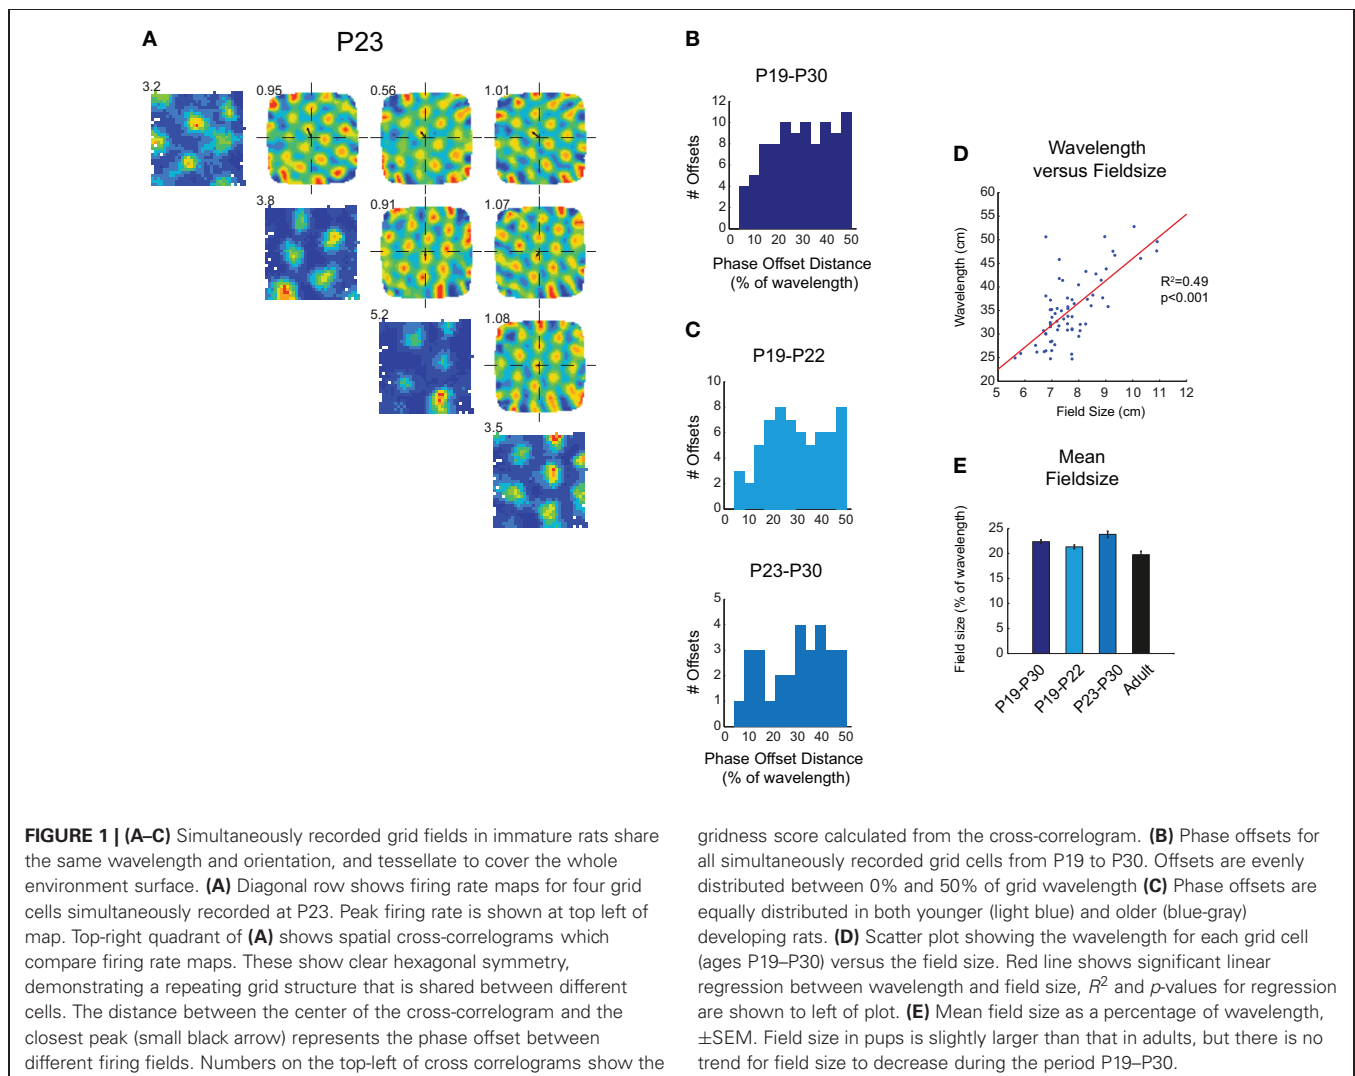 A
P23
3.2
0.95
0.56
1.01
3.8
0.91
1.07
5.2
1.08
3.5
B
P19-P30
# Offsets
12
10
8
6
4
2
0
0 10 20 30 40 50
Phase Offset Distance
(% of wavelength)
C
P19-P22
# Offsets
10
8
6
4
2
0
0 10 20 30 40 50
P23-P30
# Offsets
5
4
3
2
1
0
0 10 20 30 40 50
Phase Offset Distance
(% of wavelength)
D
Wavelength
versus Fieldsize
Wavelength (cm)
60
55
50
45
40
35
30
25
20
5 6 7 8 9 10 11 12
Field Size (cm)
R²=0.49
p<0.001
E
Mean
Fieldsize
Field size (% of wavelength)
25
20
15
10
5
0
P19-P30
P19-P22
P23-P30
Adult
FIGURE 1 | (A–C) Simultaneously recorded grid fields in immature rats share
the same wavelength and orientation, and tessellate to cover the whole
environment surface. (A) Diagonal row shows firing rate maps for four grid
cells simultaneously recorded at P23. Peak firing rate is shown at top left of
map. Top-right quadrant of (A) shows spatial cross-correlograms which
compare firing rate maps. These show clear hexagonal symmetry,
demonstrating a repeating grid structure that is shared between different
cells. The distance between the center of the cross-correlogram and the
closest peak (small black arrow) represents the phase offset between
different firing fields. Numbers on the top-left of cross correlograms show the
gridness score calculated from the cross-correlogram. (B) Phase offsets for
all simultaneously recorded grid cells from P19 to P30. Offsets are evenly
distributed between 0% and 50% of grid wavelength (C) Phase offsets are
equally distributed in both younger (light blue) and older (blue-gray)
developing rats. (D) Scatter plot showing the wavelength for each grid cell
(ages P19–P30) versus the field size. Red line shows significant linear
regression between wavelength and field size, R² and p-values for regression
are shown to left of plot. (E) Mean field size as a percentage of wavelength,
±SEM. Field size in pups is slightly larger than that in adults, but there is no
trend for field size to decrease during the period P19–P30.